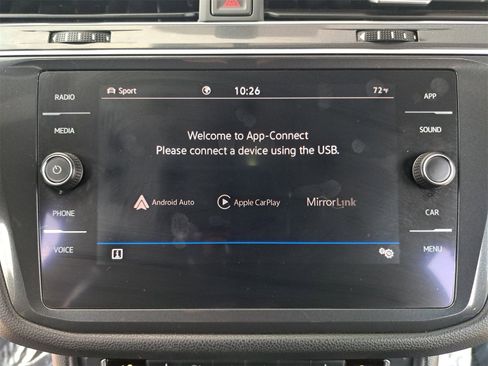 RADIO
MEDIA
PHONE
VOICE
Sport
10:26
72°F
Welcome to App-Connect
Please connect a device using the USB.
Android Auto
Apple CarPlay
MirrorLink
APP
SOUND
CAR
MENU